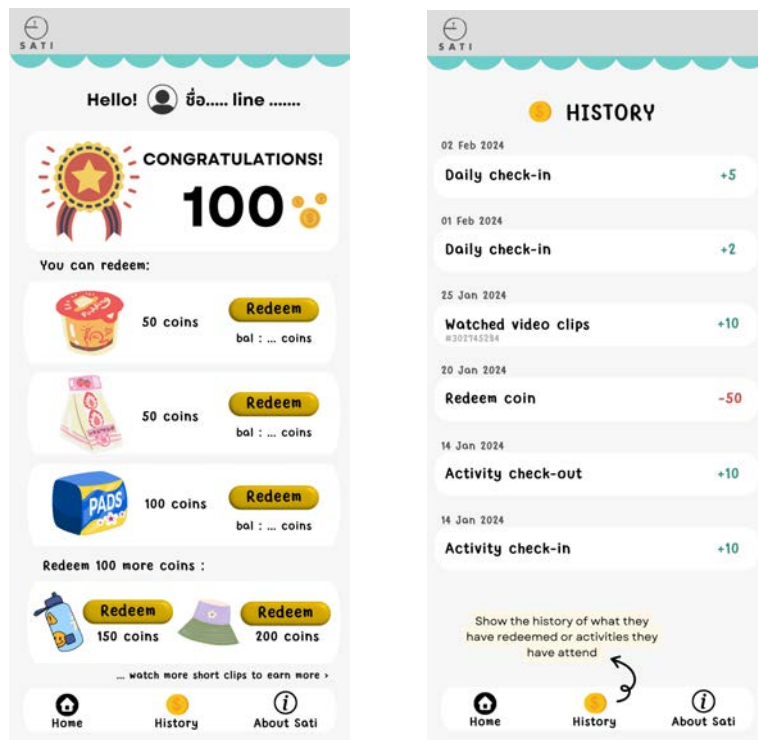 SATI
Hello! ชื่อ..... line .......
CONGRATULATIONS!
100
You can redeem:
Pudding
50 coins
Redeem
bal : ... coins
50 coins
Redeem
bal : ... coins
PADS
100 coins
Redeem
bal : ... coins
Redeem 100 more coins :
Redeem
150 coins
Redeem
200 coins
... watch more short clips to earn more >
Home
History
About Sati
SATI
HISTORY
02 Feb 2024
Daily check-in +5
01 Feb 2024
Daily check-in +2
25 Jan 2024
Watched video clips +10
#302745284
20 Jan 2024
Redeem coin -50
14 Jan 2024
Activity check-out +10
14 Jan 2024
Activity check-in +10
Show the history of what they
have redeemed or activities they
have attend
Home
History
About Sati